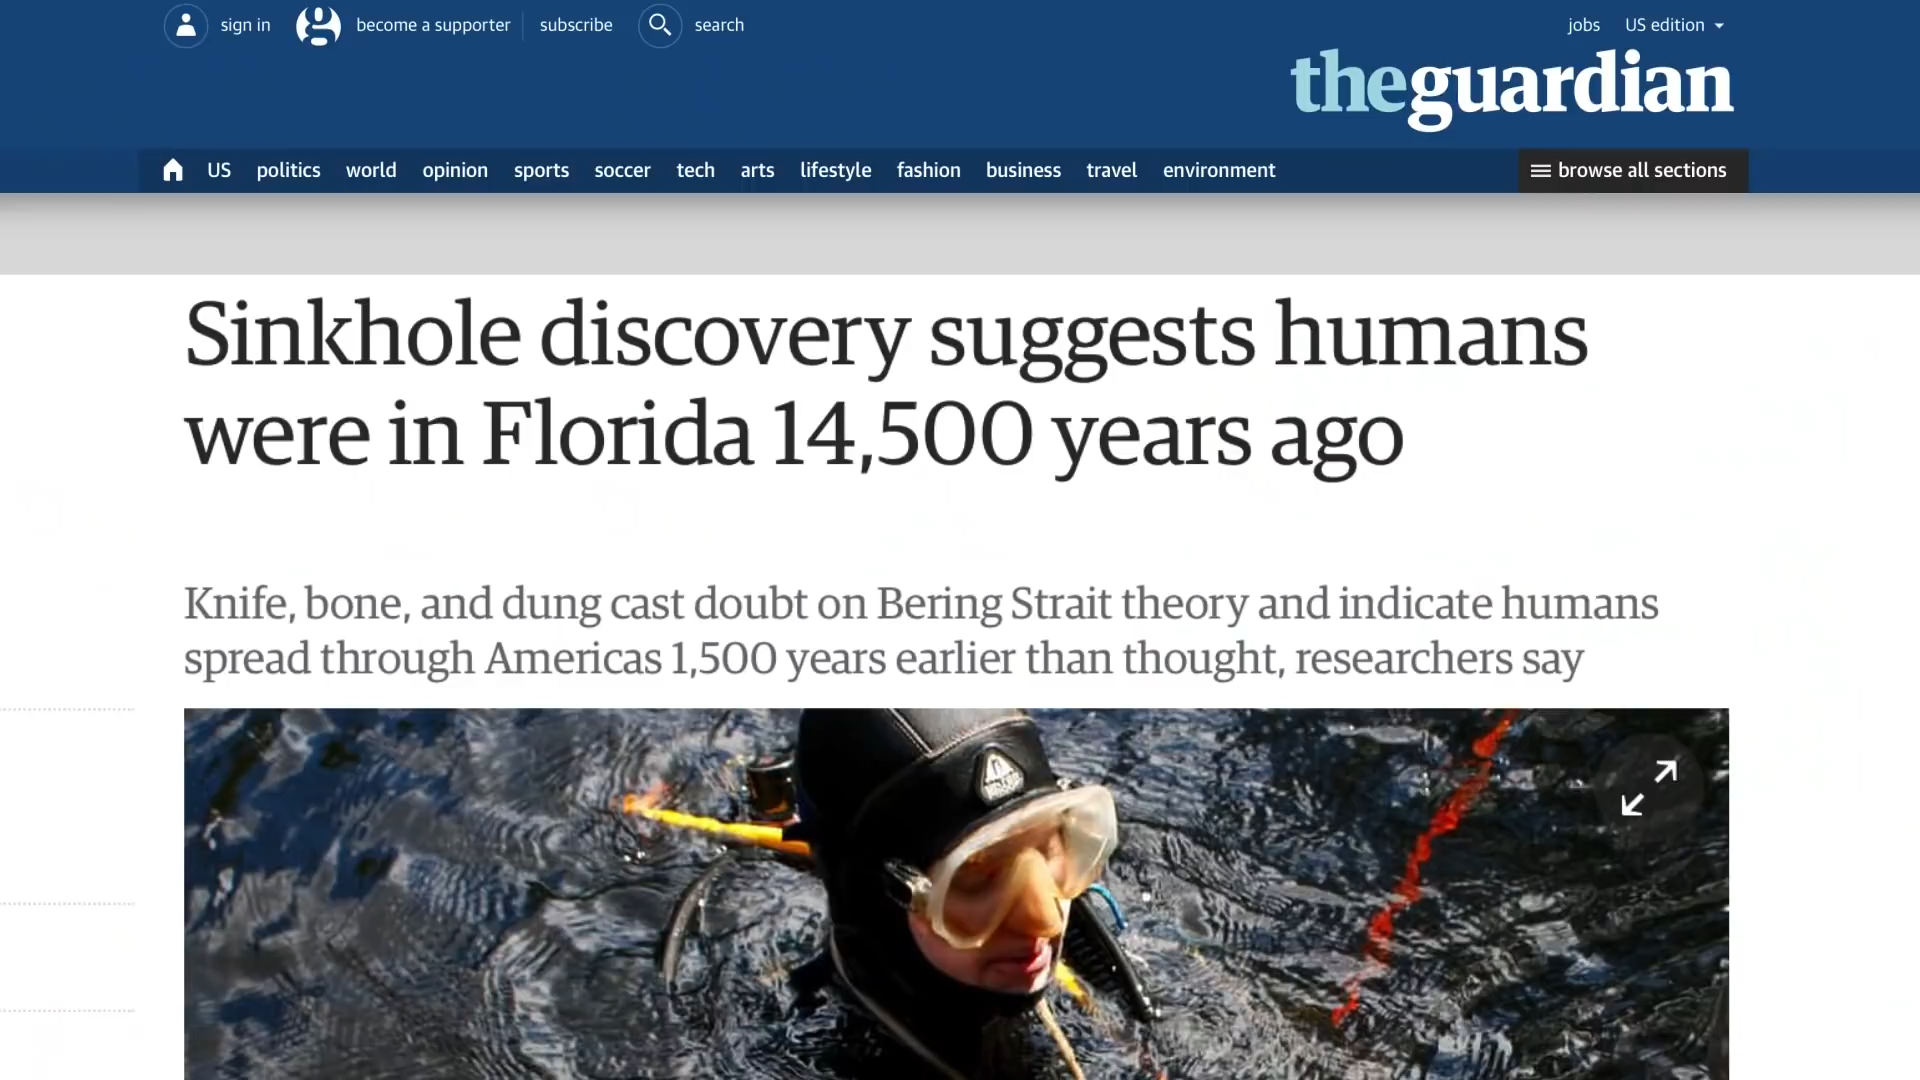 sign in
become a supporter
subscribe
search
jobs
US edition
theguardian
US
politics
world
opinion
sports
soccer
tech
arts
lifestyle
fashion
business
travel
environment
browse all sections
Sinkhole discovery suggests humans
were in Florida 14,500 years ago
Knife, bone, and dung cast doubt on Bering Strait theory and indicate humans
spread through Americas 1,500 years earlier than thought, researchers say